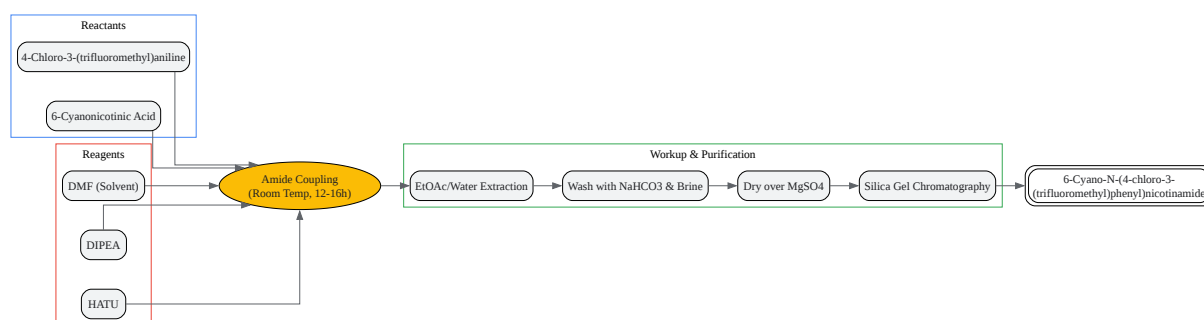 Reactants
4-Chloro-3-(trifluoromethyl)aniline
6-Cyanonicotinic Acid
Reagents
DMF (Solvent)
DIPEA
HATU
Amide Coupling
(Room Temp, 12-16h)
Workup & Purification
EtOAc/Water Extraction
Wash with NaHCO3 & Brine
Dry over MgSO4
Silica Gel Chromatography
6-Cyano-N-(4-chloro-3-
(trifluoromethyl)phenyl)nicotinamide